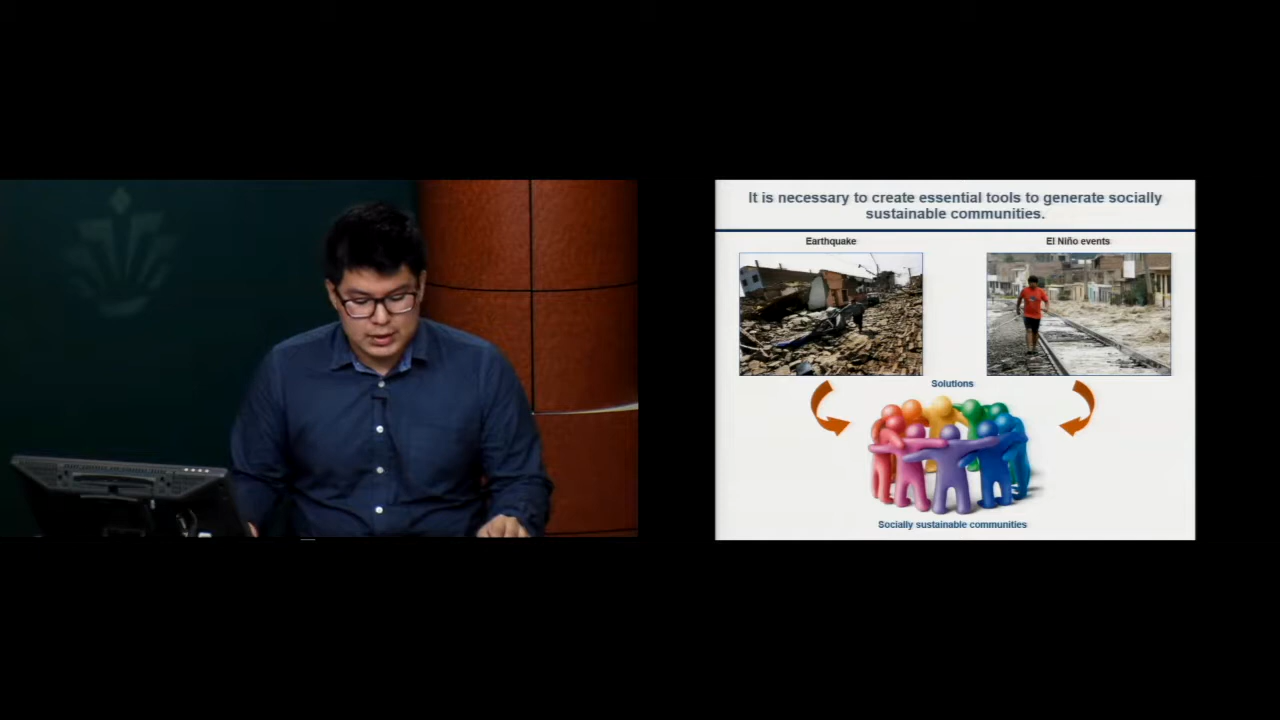 It is necessary to create essential tools to generate socially
sustainable communities.
Earthquake
El Niño events
Solutions
Socially sustainable communities